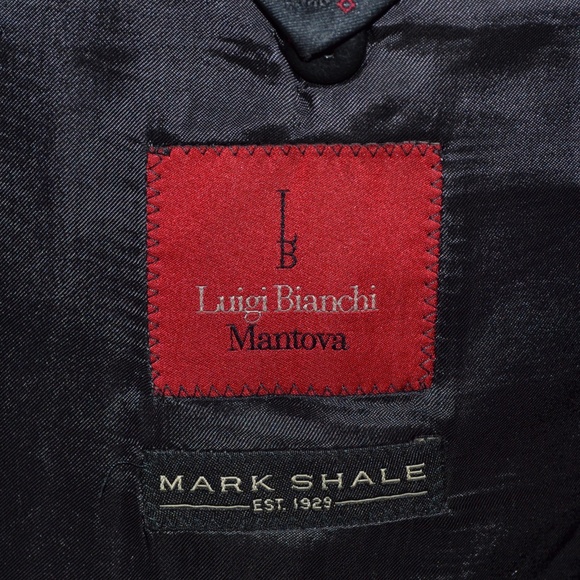 LB
Luigi Bianchi
Mantova
MARK SHALE
EST. 1929